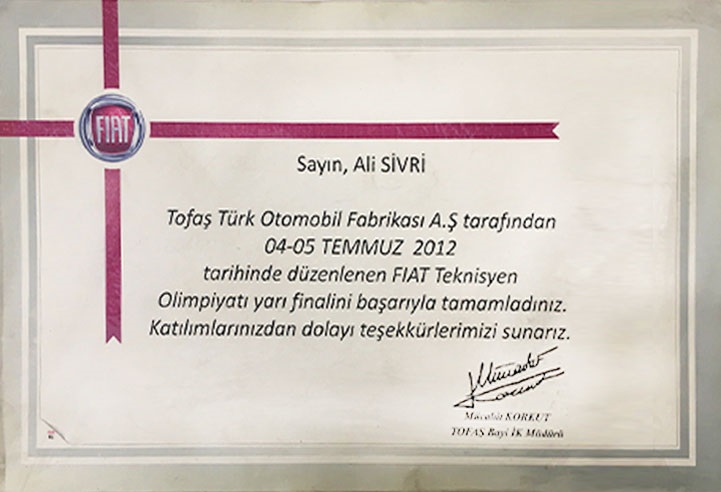 FIAT
Sayın, Ali SİVRİ
Tofaş Türk Otomobil Fabrikası A.Ş tarafından
04-05 TEMMUZ 2012
tarihinde düzenlenen FIAT Teknisyen
Olimpiyatı yarı finalini başarıyla tamamladınız.
Katılımlarınızdan dolayı teşekkürlerimizi sunarız.
KORKUT
TOFAŞ Bayi İK Müdürü